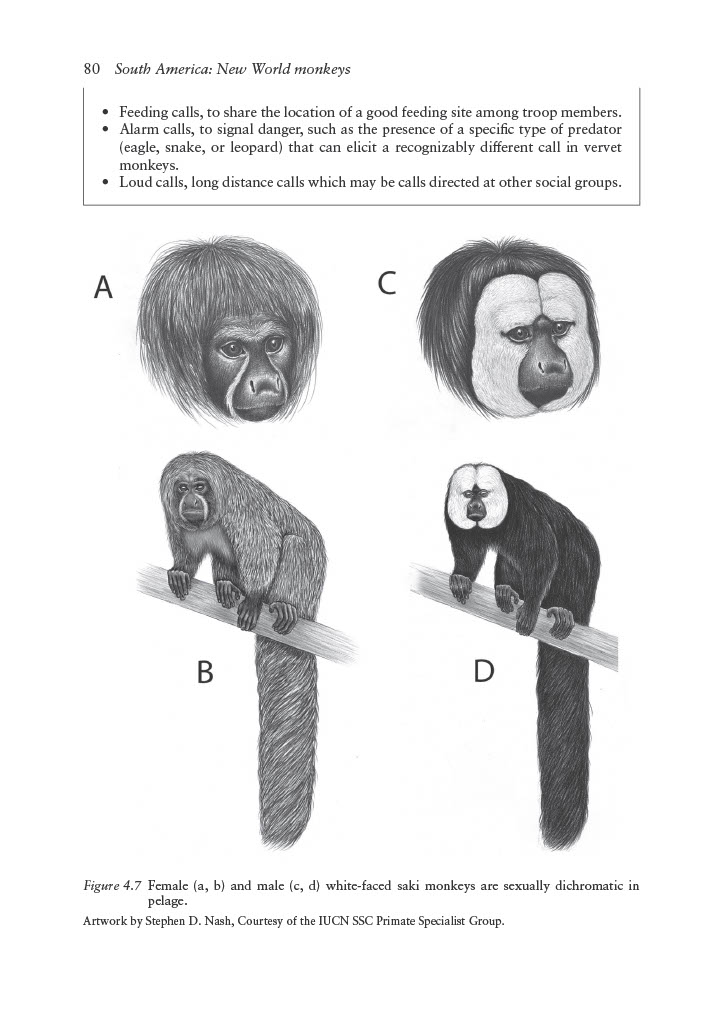 80 South America: New World monkeys
• Feeding calls, to share the location of a good feeding site among troop members.
• Alarm calls, to signal danger, such as the presence of a specific type of predator
(eagle, snake, or leopard) that can elicit a recognizably different call in vervet
monkeys.
• Loud calls, long distance calls which may be calls directed at other social groups.
A
C
B
D
Figure 4.7 Female (a, b) and male (c, d) white-faced saki monkeys are sexually dichromatic in
pelage.
Artwork by Stephen D. Nash, Courtesy of the IUCN SSC Primate Specialist Group.